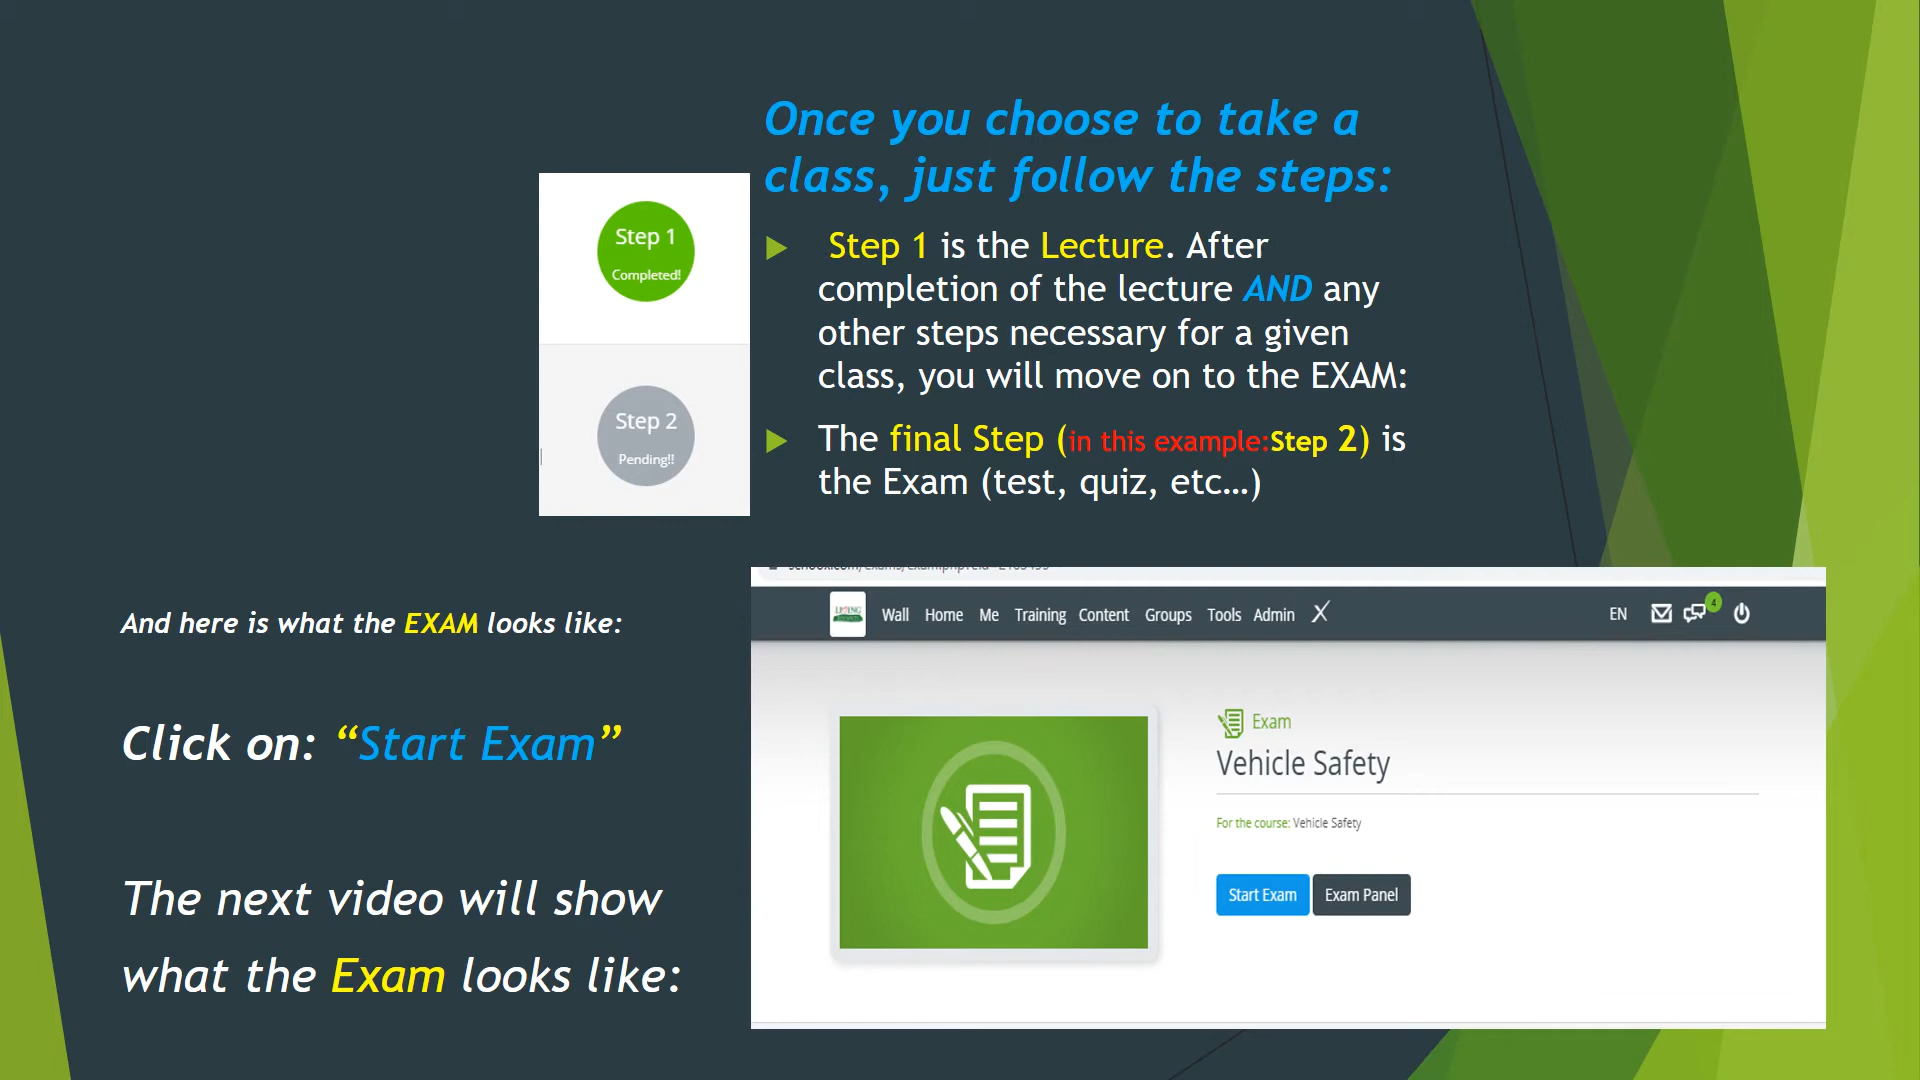 Once you choose to take a
class, just follow the steps:
Step 1
Completed!
Step 2
Pending!!
Step 1 is the Lecture. After
completion of the lecture AND any
other steps necessary for a given
class, you will move on to the EXAM:
The final Step (in this example:Step 2) is
the Exam (test, quiz, etc…)
And here is what the EXAM looks like:
Click on: “Start Exam”
The next video will show
what the Exam looks like:
LIVING
Wall Home Me Training Content Groups Tools Admin X EN 4
Exam
Vehicle Safety
For the course: Vehicle Safety
Start Exam Exam Panel